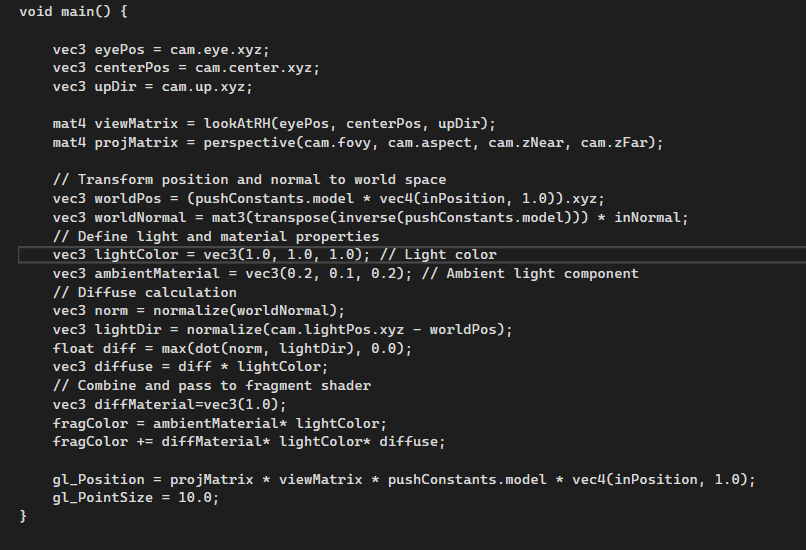 void main() {
vec3 eyePos = cam.eye.xyz;
vec3 centerPos = cam.center.xyz;
vec3 upDir = cam.up.xyz;
mat4 viewMatrix = lookAtRH(eyePos, centerPos, upDir);
mat4 projMatrix = perspective(cam.fovy, cam.aspect, cam.zNear, cam.zFar);
// Transform position and normal to world space
vec3 worldPos = (pushConstants.model * vec4(inPosition, 1.0)).xyz;
vec3 worldNormal = mat3(transpose(inverse(pushConstants.model))) * inNormal;
// Define light and material properties
vec3 lightColor = vec3(1.0, 1.0, 1.0); // Light color
vec3 ambientMaterial = vec3(0.2, 0.1, 0.2); // Ambient light component
// Diffuse calculation
vec3 norm = normalize(worldNormal);
vec3 lightDir = normalize(cam.lightPos.xyz - worldPos);
float diff = max(dot(norm, lightDir), 0.0);
vec3 diffuse = diff * lightColor;
// Combine and pass to fragment shader
vec3 diffMaterial=vec3(1.0);
fragColor = ambientMaterial* lightColor;
fragColor += diffMaterial* lightColor* diffuse;
gl_Position = projMatrix * viewMatrix * pushConstants.model * vec4(inPosition, 1.0);
gl_PointSize = 10.0;
}